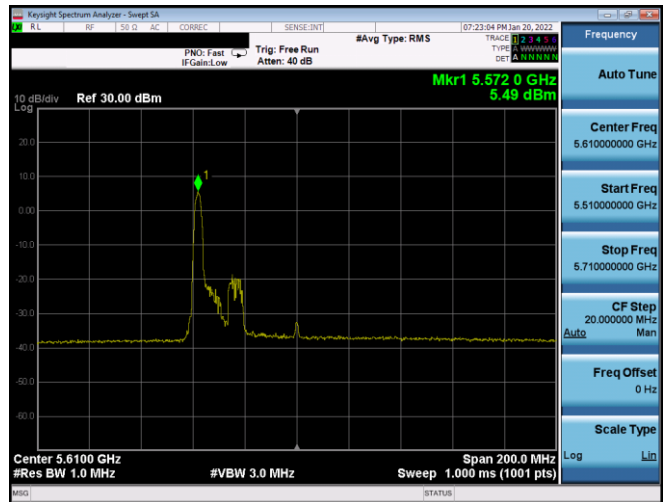 Keysight Spectrum Analyzer - Swept SA
RL RF 50 Ω AC CORREC SENSE:INT 07:23:04 PM Jan 20, 2022
#Avg Type: RMS TRACE 1 2 3 4 5 6
PNO: Fast Trig: Free Run TYPE A WWWWW
IFGain:Low Atten: 40 dB DET A N N N N N
Mkr1 5.572 0 GHz
5.49 dBm
10 dB/div Ref 30.00 dBm
Log
20.0
10.0
0.00
-10.0
-20.0
-30.0
-40.0
-50.0
-60.0
1
Center 5.6100 GHz Span 200.0 MHz
#Res BW 1.0 MHz #VBW 3.0 MHz Sweep 1.000 ms (1001 pts)
MSG STATUS
Frequency
Auto Tune
Center Freq
5.610000000 GHz
Start Freq
5.510000000 GHz
Stop Freq
5.710000000 GHz
CF Step
20.000000 MHz
Auto Man
Freq Offset
0 Hz
Scale Type
Log Lin